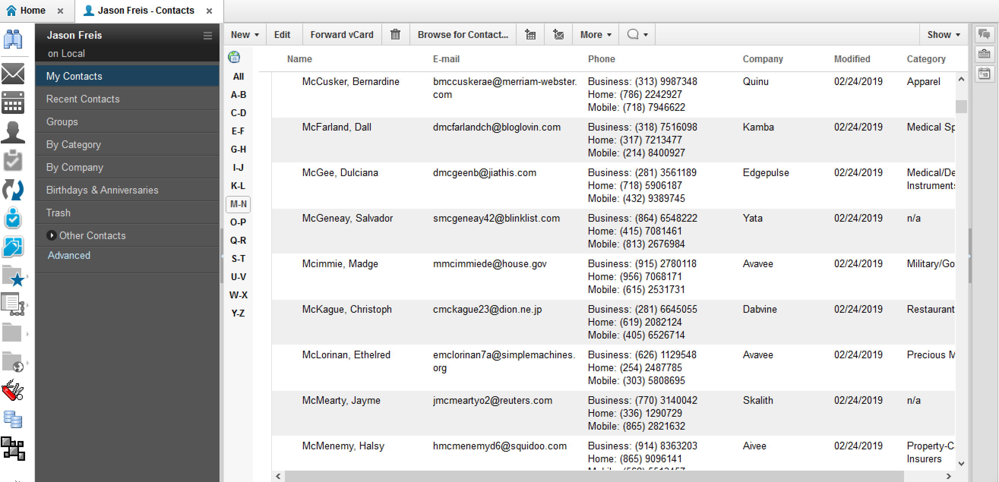 Home
Jason Freis - Contacts
Jason Freis
on Local
My Contacts
Recent Contacts
Groups
By Category
By Company
Birthdays & Anniversaries
Trash
Other Contacts
Advanced
New
Edit
Forward vCard
Browse for Contact...
More
Show
All
A-B
C-D
E-F
G-H
I-J
K-L
M-N
O-P
Q-R
S-T
U-V
W-X
Y-Z
Name E-mail Phone Company Modified Category
McCusker, Bernardine bmccuskerae@merriam-webster. Business: (313) 9987348 Quinu 02/24/2019 Apparel
com Home: (786) 2242927
Mobile: (718) 7946622
McFarland, Dall dmcfarlandch@bloglovin.com Business: (318) 7516098 Kamba 02/24/2019 Medical Sp
Home: (317) 7213477
Mobile: (214) 8400927
McGee, Dulciana dmcgeenb@jiathis.com Business: (281) 3561189 Edgepulse 02/24/2019 Medical/De
Home: (718) 5906187 Instruments
Mobile: (432) 9389745
McGeneay, Salvador smcgeneay42@blinklist.com Business: (864) 6548222 Yata 02/24/2019 n/a
Home: (415) 7081461
Mobile: (813) 2676984
Mcimmie, Madge mmcimmiede@house.gov Business: (915) 2780118 Avavee 02/24/2019 Military/Go
Home: (956) 7068171
Mobile: (615) 2531731
McKague, Christoph cmckague23@dion.ne.jp Business: (281) 6645055 Dabvine 02/24/2019 Restaurant
Home: (619) 2082124
Mobile: (405) 6526714
McLorinan, Ethelred emclorinan7a@simplemachines. Business: (626) 1129548 Avavee 02/24/2019 Precious M
org Home: (254) 2487785
Mobile: (303) 5808695
McMearty, Jayme jmcmeartyo2@reuters.com Business: (770) 3140042 Skalith 02/24/2019 n/a
Home: (336) 1290729
Mobile: (865) 2821632
McMenemy, Halsy hmcmenemyd6@squidoo.com Business: (914) 8363203 Aivee 02/24/2019 Property-C
Home: (865) 9096141 Insurers
18